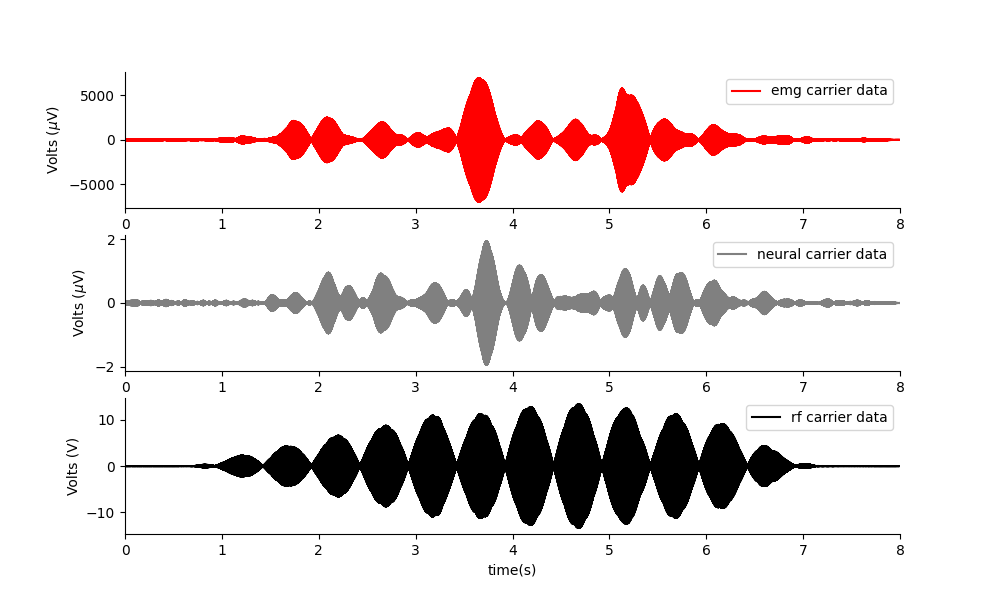 emg carrier data
Volts (μV)
5000
0
−5000
0 1 2 3 4 5 6 7 8
neural carrier data
Volts (μV)
2
0
−2
0 1 2 3 4 5 6 7 8
rf carrier data
Volts (V)
10
0
−10
0 1 2 3 4 5 6 7 8
time(s)